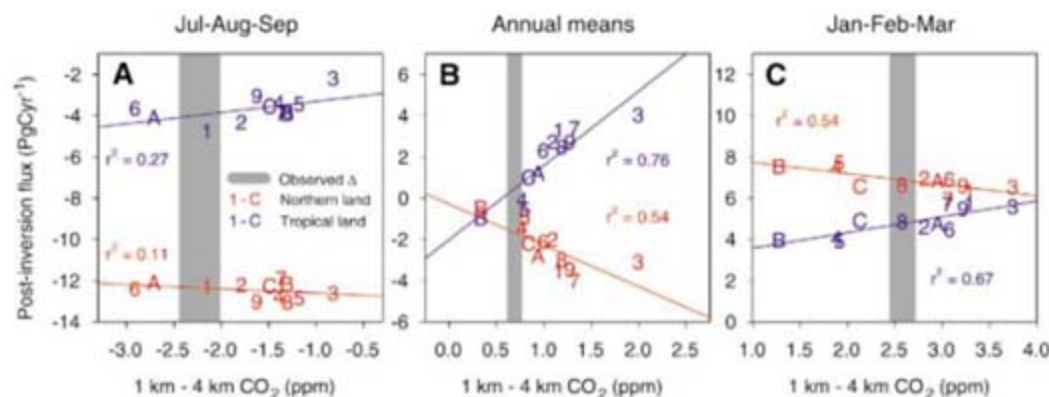 Jul-Aug-Sep
Annual means
Jan-Feb-Mar
Post-inversion flux (PgCyr⁻¹)
A
-2
-4
-6
-8
-10
-12
-14
r² = 0.27
Observed Δ
1 - C Northern land
1 - C Tropical land
r² = 0.11
-3.0 -2.5 -2.0 -1.5 -1.0 -0.5
1 km - 4 km CO₂ (ppm)
B
6
4
2
0
-2
-4
-6
r² = 0.76
r² = 0.54
0.0 0.5 1.0 1.5 2.0 2.5
1 km - 4 km CO₂ (ppm)
C
12
10
8
6
4
2
0
r² = 0.54
r² = 0.67
1.0 1.5 2.0 2.5 3.0 3.5 4.0
1 km - 4 km CO₂ (ppm)